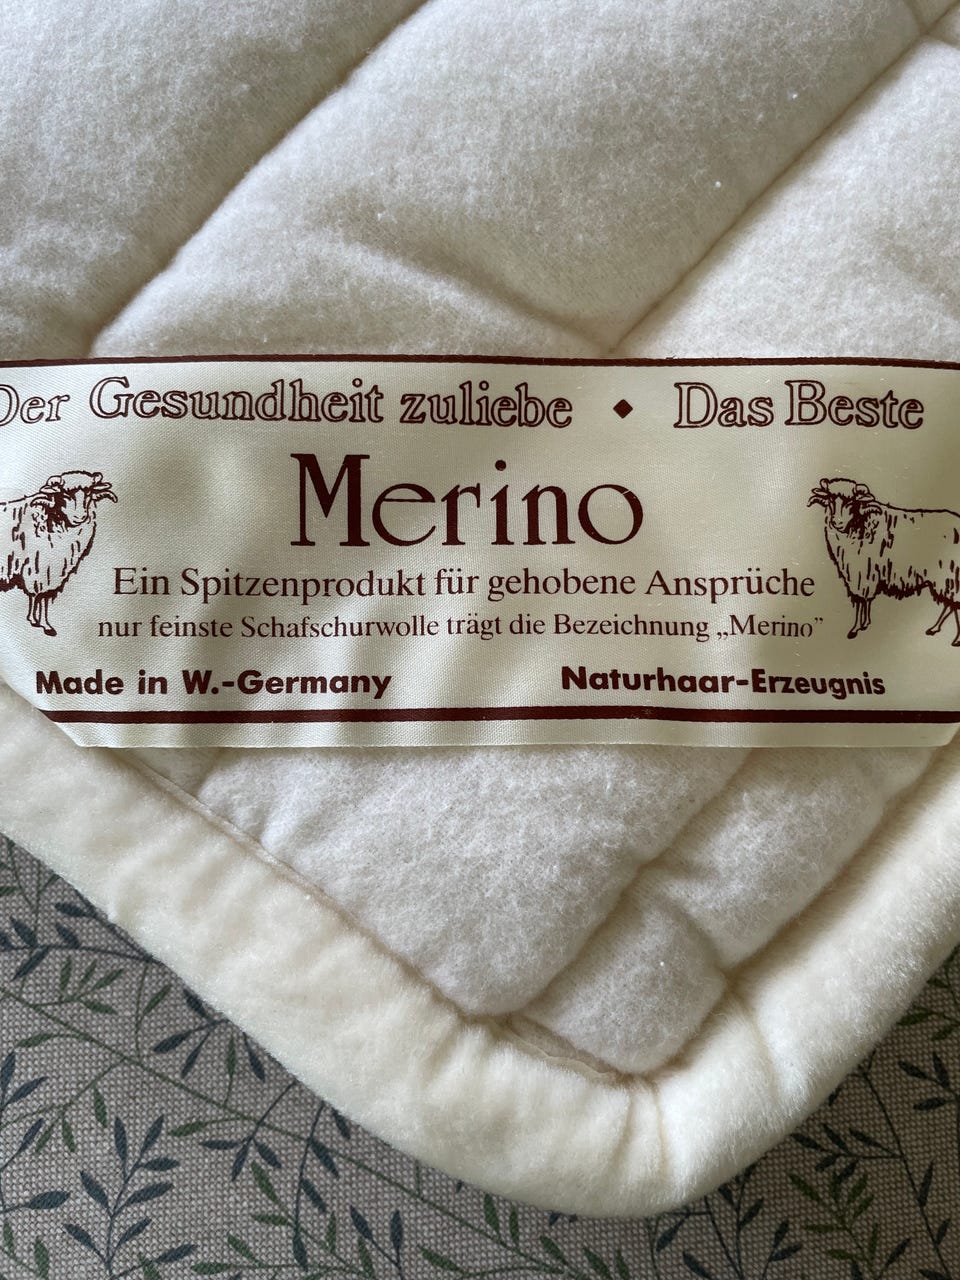 Der Gesundheit zuliebe ◆ Das Beste
Merino
Ein Spitzenprodukt für gehobene Ansprüche
nur feinste Schafschurwolle trägt die Bezeichnung „Merino”
Made in W.-Germany Naturhaar-Erzeugnis